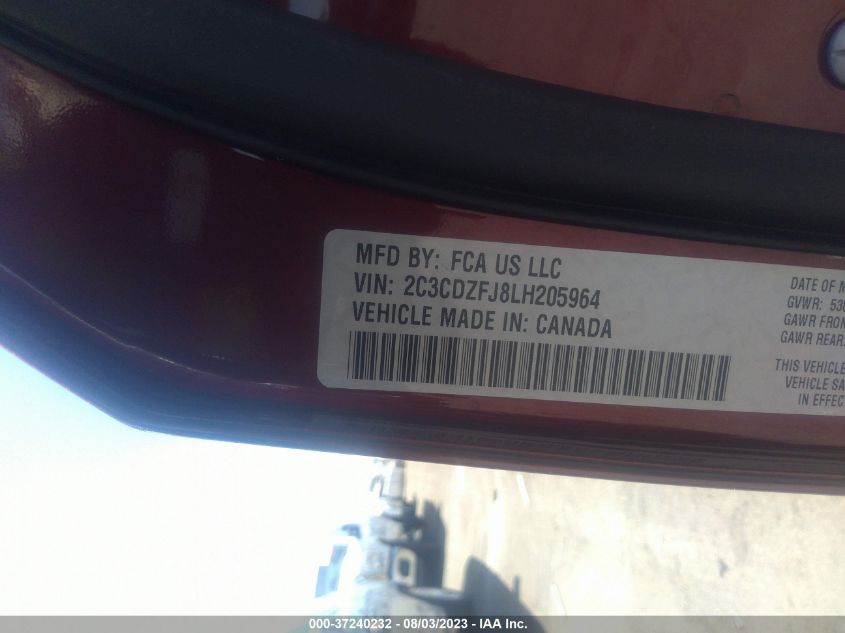 MFD BY: FCA US LLC
VIN: 2C3CDZFJ8LH205964
VEHICLE MADE IN: CANADA
DATE OF M
GVWR: 530
GAWR FRON
GAWR REAR
THIS VEHICLE
VEHICLE SA
IN EFFEC
000-37240232 - 08/03/2023 - IAA Inc.